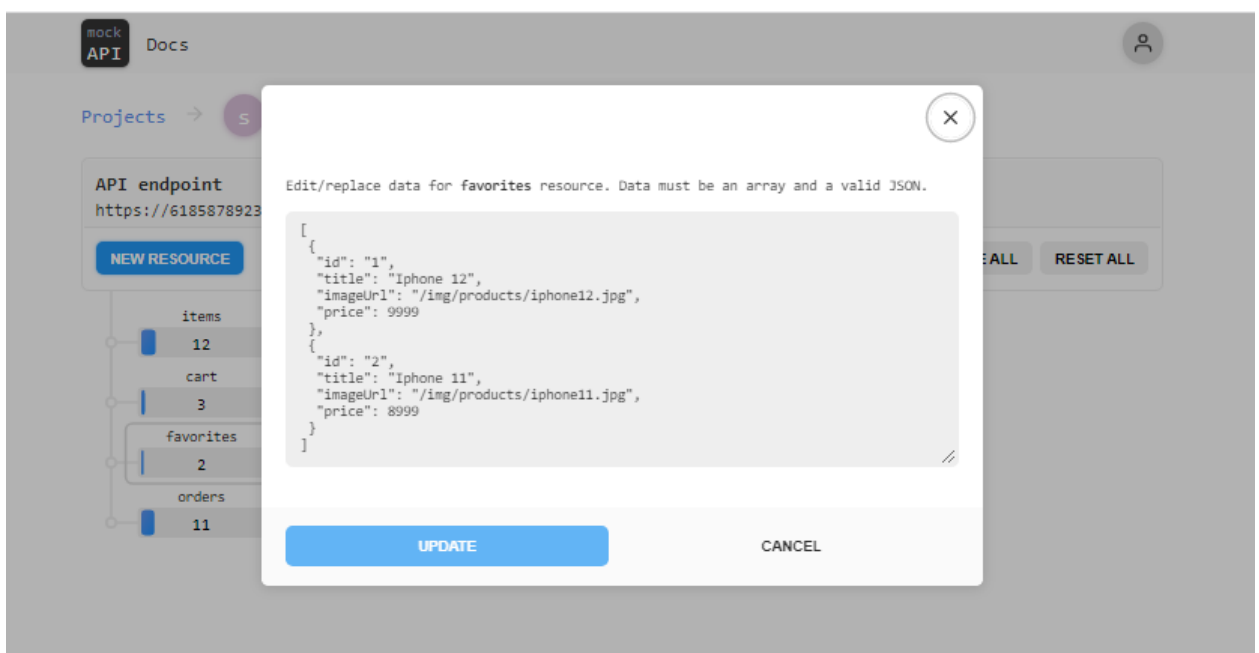 mock
API
Docs
Projects → s
API endpoint
https://6185878923
NEW RESOURCE
ALL
RESET ALL
items
12
cart
3
favorites
2
orders
11
Edit/replace data for favorites resource. Data must be an array and a valid JSON.
[
{
"id": "1",
"title": "Iphone 12",
"imageUrl": "/img/products/iphone12.jpg",
"price": 9999
},
{
"id": "2",
"title": "Iphone 11",
"imageUrl": "/img/products/iphone11.jpg",
"price": 8999
}
]
UPDATE
CANCEL